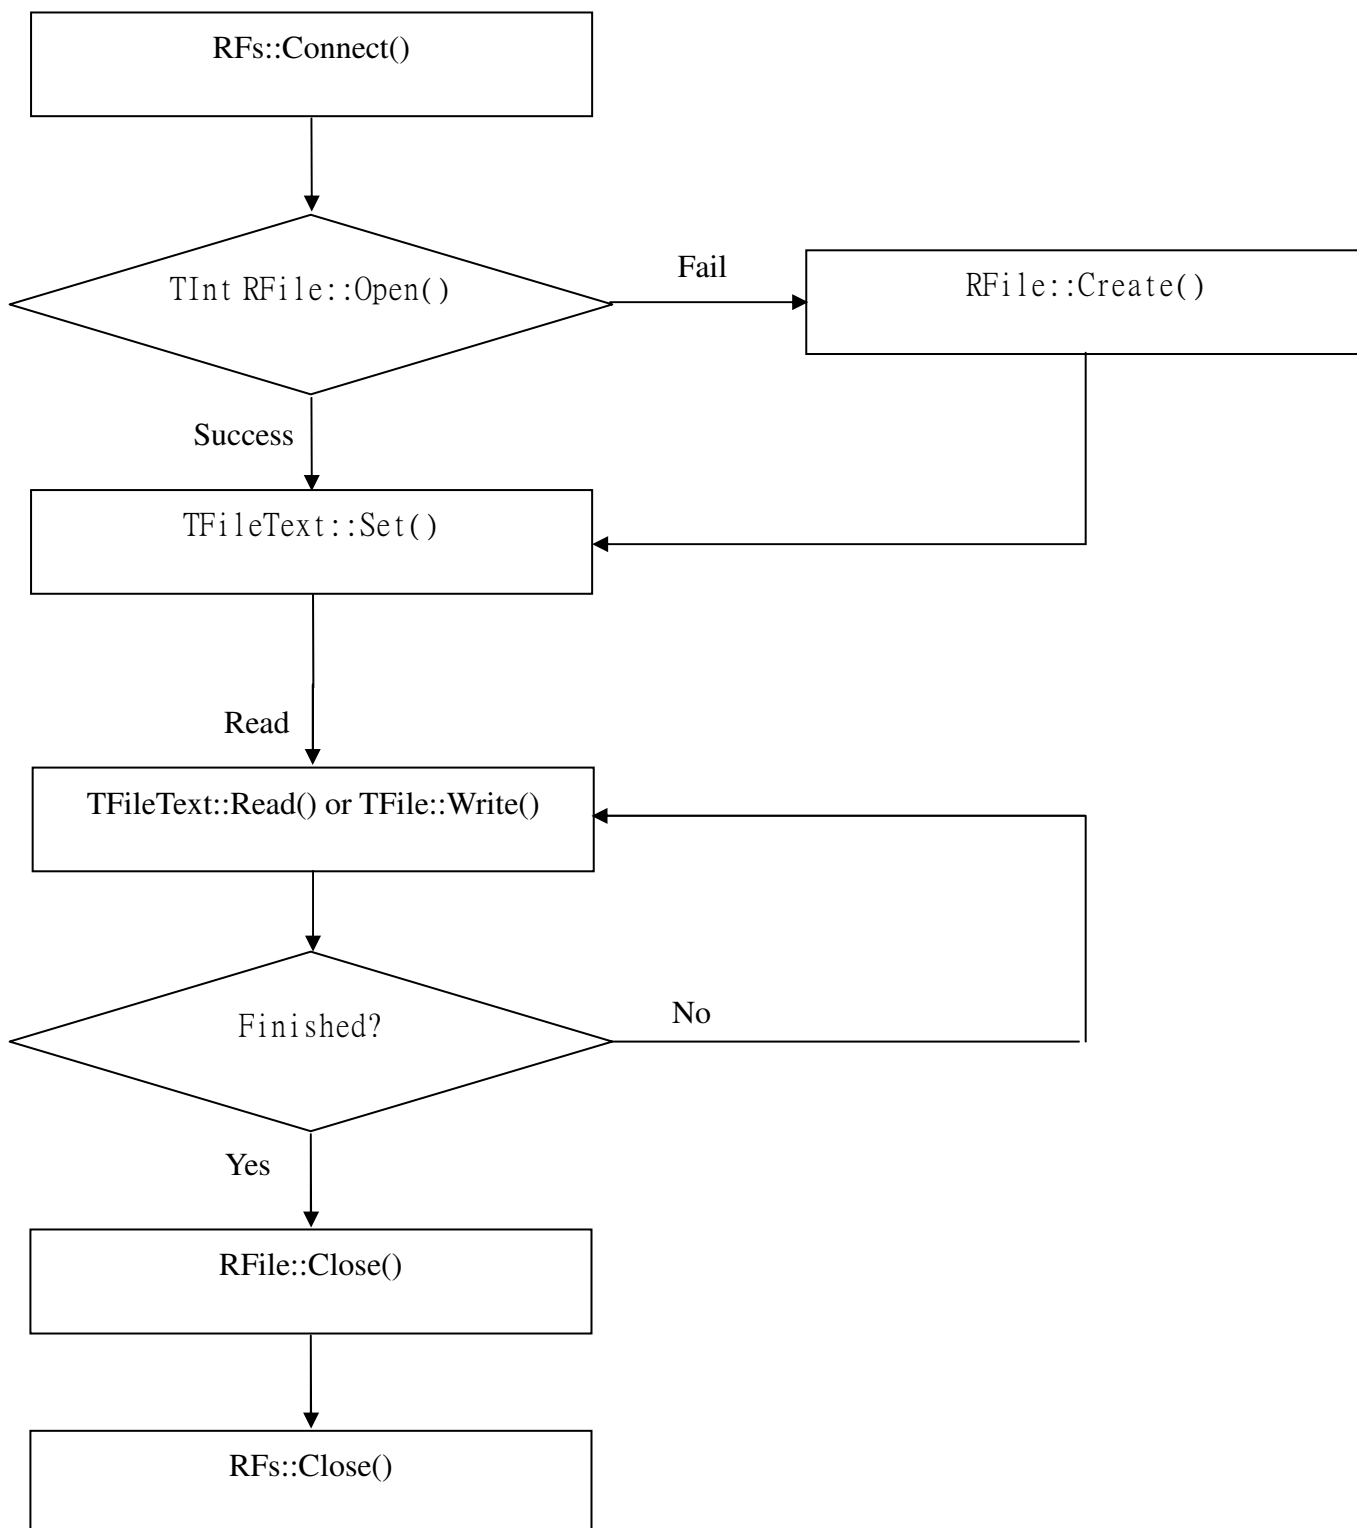 RFs::Connect()
TInt RFile::Open()
Fail
RFile::Create()
Success
TFileText::Set()
Read
TFileText::Read() or TFile::Write()
Finished?
No
Yes
RFile::Close()
RFs::Close()